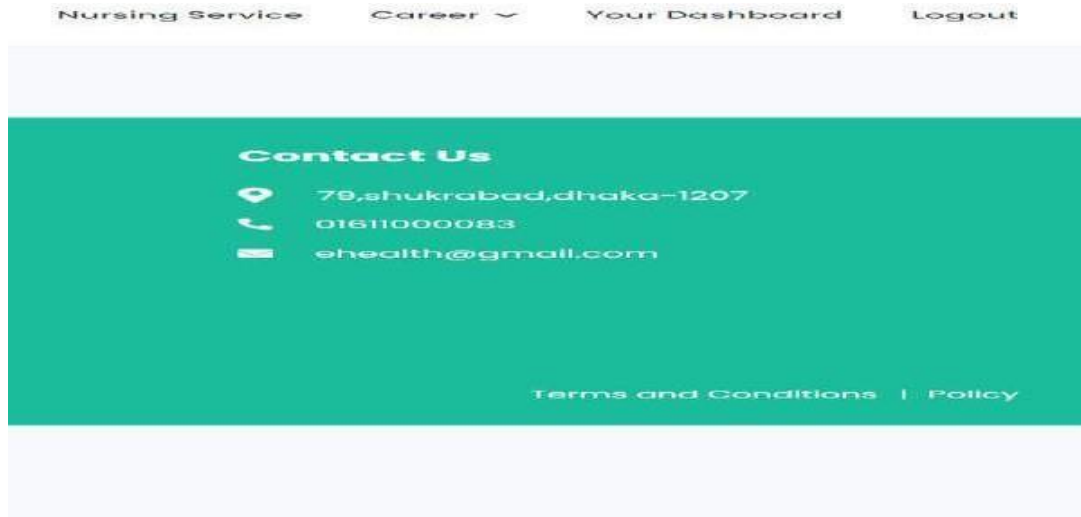 Nursing Service Career Your Dashboard Logout
Contact Us
79,shukrabad,dhaka-1207
01611000083
ehealth@gmail.com
Terms and Conditions | Policy